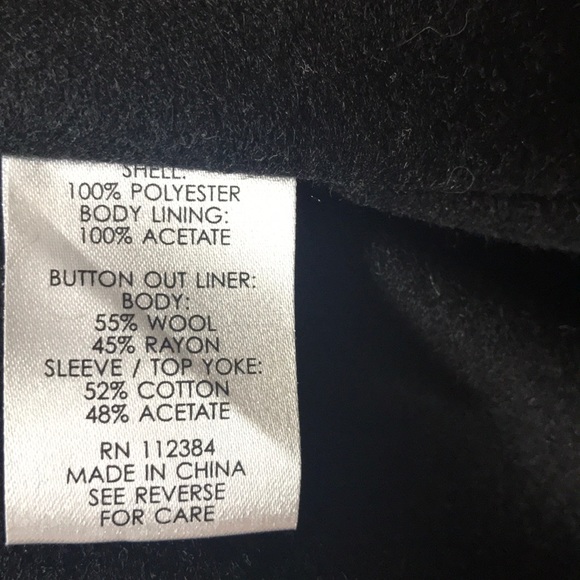 SHELL:
100% POLYESTER
BODY LINING:
100% ACETATE
BUTTON OUT LINER:
BODY:
55% WOOL
45% RAYON
SLEEVE / TOP YOKE:
52% COTTON
48% ACETATE
RN 112384
MADE IN CHINA
SEE REVERSE
FOR CARE